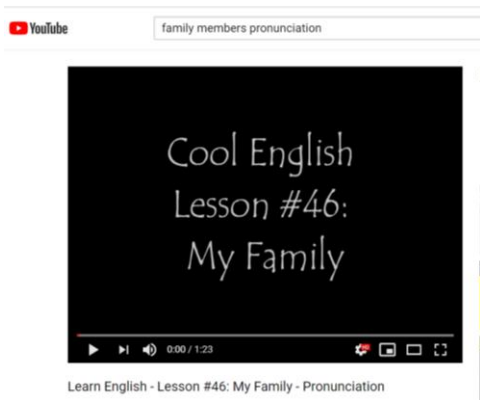 YouTube
family members pronunciation
Cool English
Lesson #46:
My Family
0:00 / 1:23
HD
Learn English - Lesson #46: My Family - Pronunciation